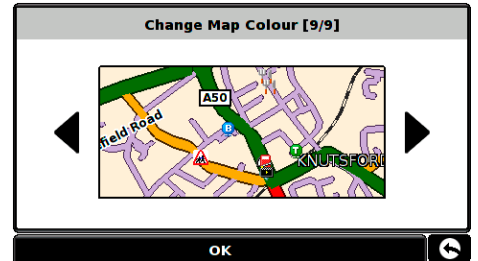 Change Map Colour [9/9]
A50
field Road
B
T
KNUTSFORD
OK